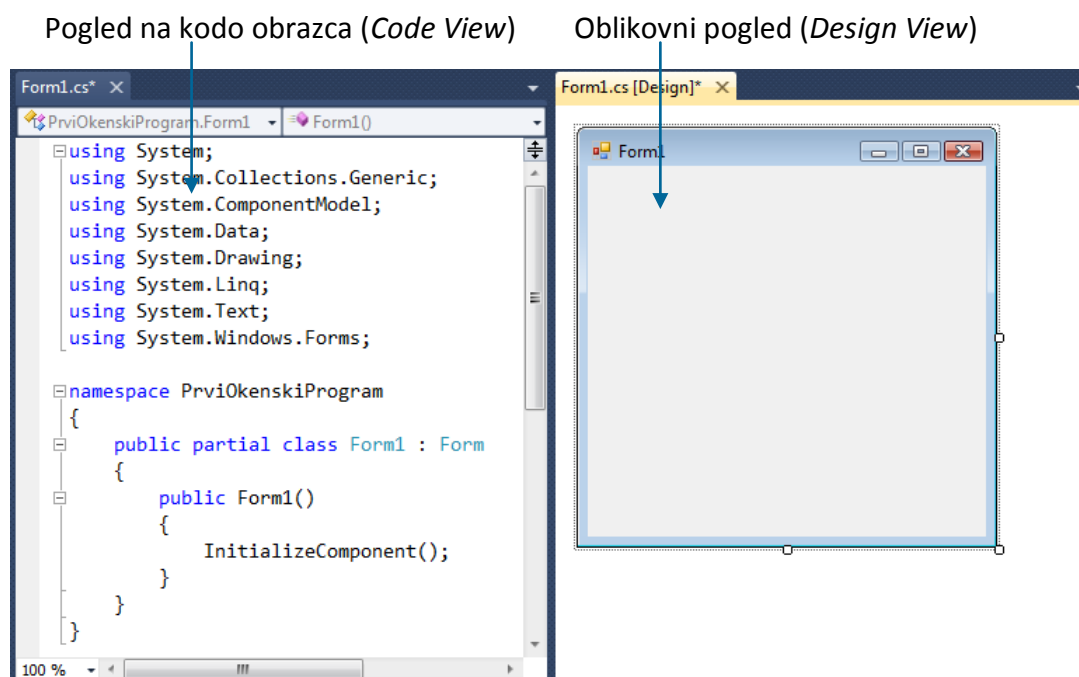 Pogled na kodo obrazca (Code View)
Oblikovni pogled (Design View)
Form1.cs*
PrviOkenskiProgram.Form1
Form1()
using System;
using System.Collections.Generic;
using System.ComponentModel;
using System.Data;
using System.Drawing;
using System.Linq;
using System.Text;
using System.Windows.Forms;
namespace PrviOkenskiProgram
{
public partial class Form1 : Form
{
public Form1()
{
InitializeComponent();
}
}
}
100 %
Form1.cs [Design]*
Form1